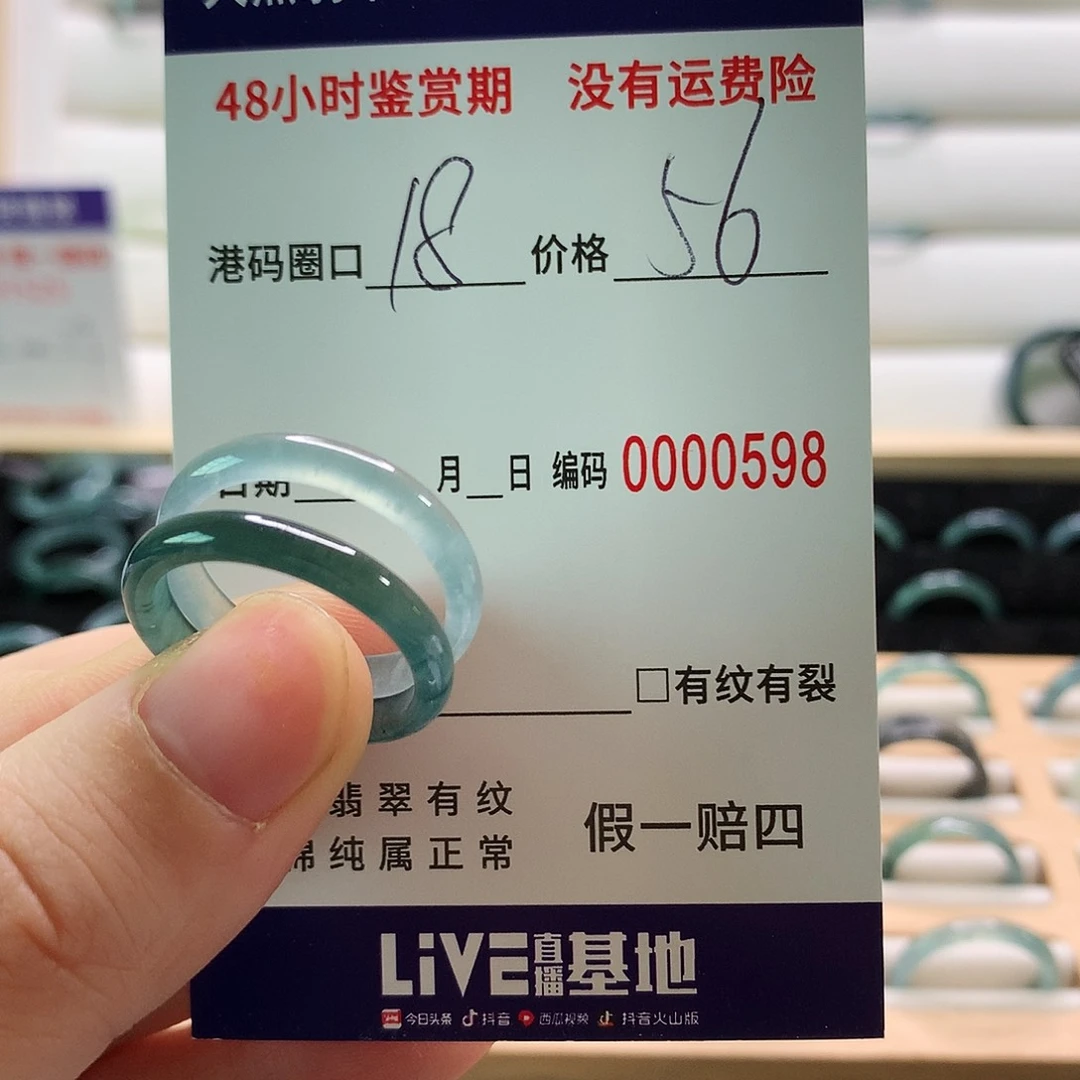 48小时鉴赏期 没有运费险
港码圈口 18 价格 56
日期 月 日 编码 0000598
□有纹有裂
翡翠有纹
棉纯属正常
假一赔四
LiVE直播基地
今日头条 抖音 西瓜视频 抖音火山版